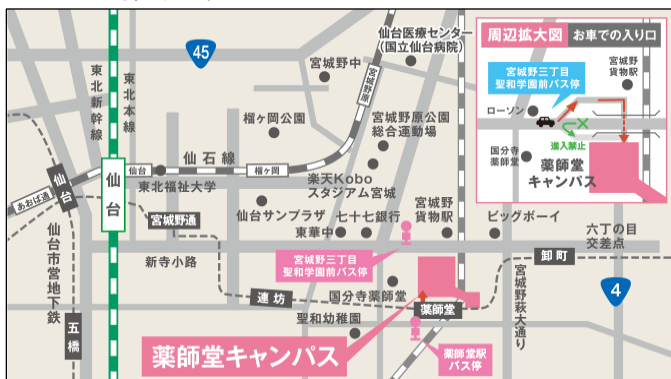 45
仙台医療センター
(国立仙台病院)
宮城野中
宮城野原
東北新幹線
東北本線
榴ヶ岡公園
宮城野原公園
総合運動場
仙石線
仙台
榴ヶ岡
東北福祉大学
楽天Kobo
スタジアム宮城
あおば通
仙台
仙台
宮城野通
仙台サンプラザ
七十七銀行
東華中
宮城野
貨物駅
ビッグボーイ
六丁の目
交差点
新寺小路
宮城野三丁目
聖和学園前バス停
卸町
仙台市営地下鉄
連坊
国分寺薬師堂
薬師堂
宮城野萩大通り
4
五橋
聖和幼稚園
薬師堂キャンパス
薬師堂駅
バス停
周辺拡大図
お車での入り口
宮城野三丁目
聖和学園前バス停
宮城野
貨物駅
ローソン
進入禁止
国分寺
薬師堂
薬師堂
キャンパス